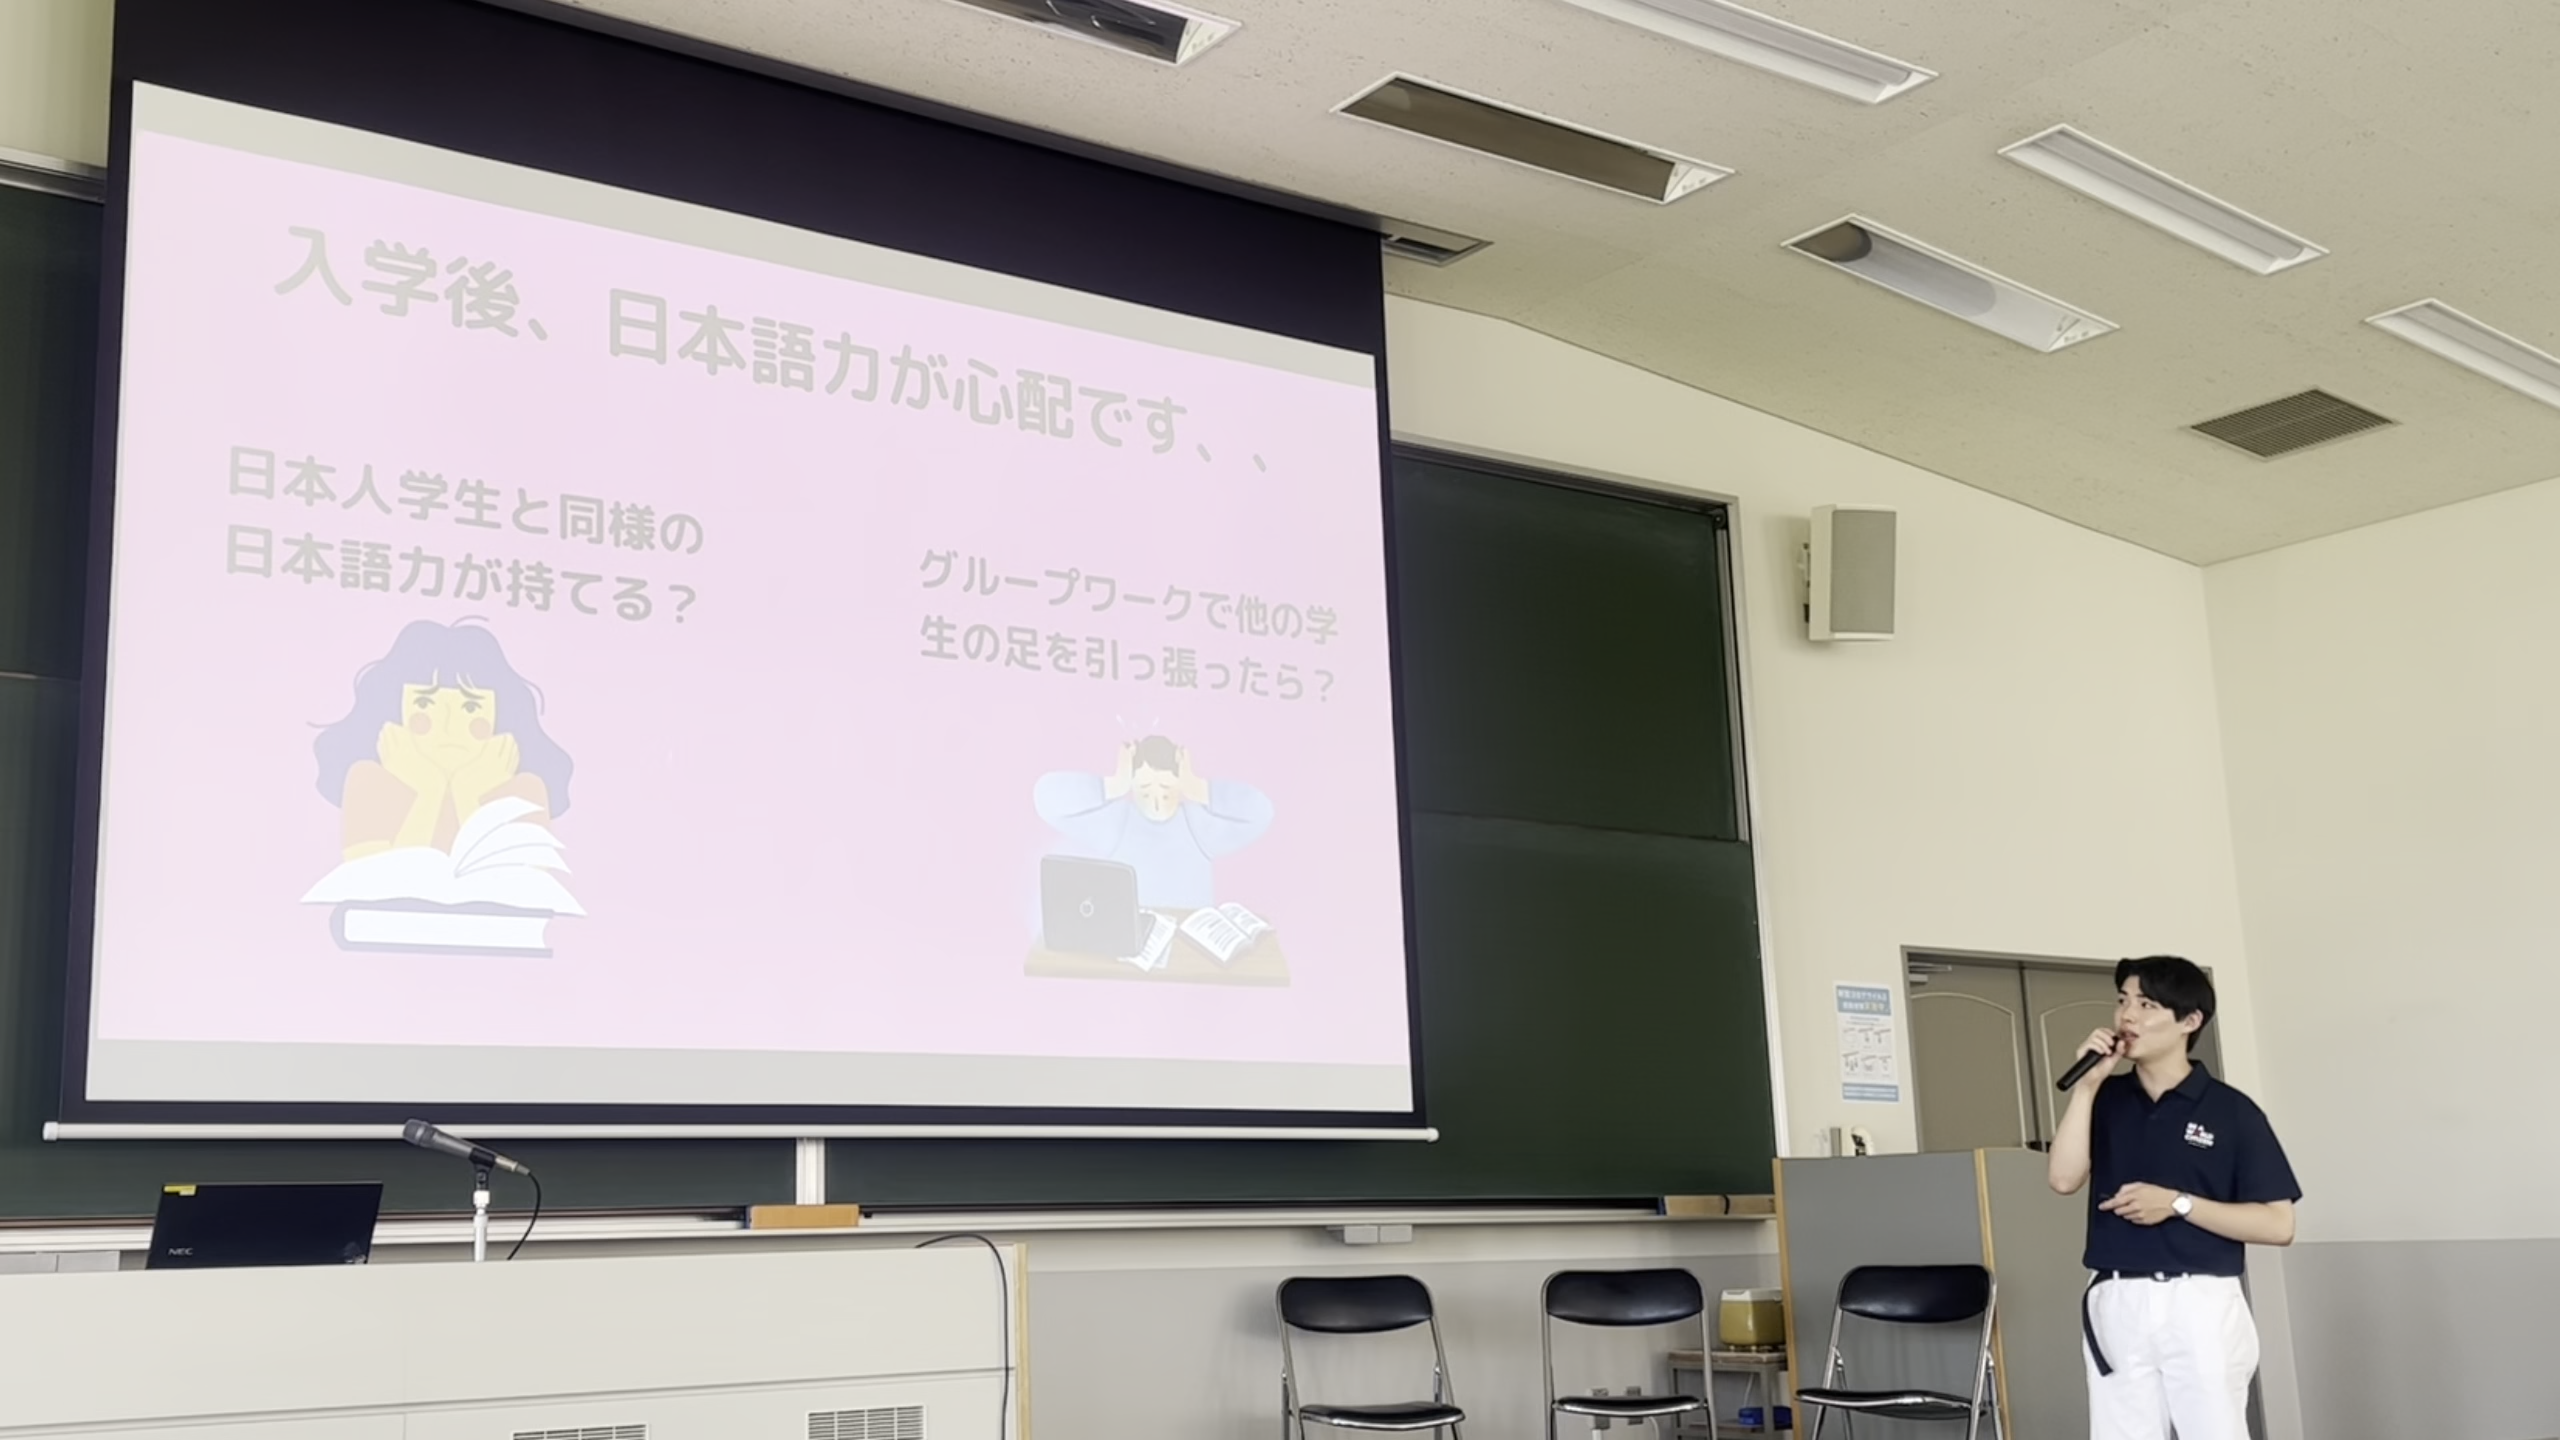 入学後、日本語力が心配です、、
日本人学生と同様の
日本語力が持てる？
グループワークで他の学
生の足を引っ張ったら？
NEC